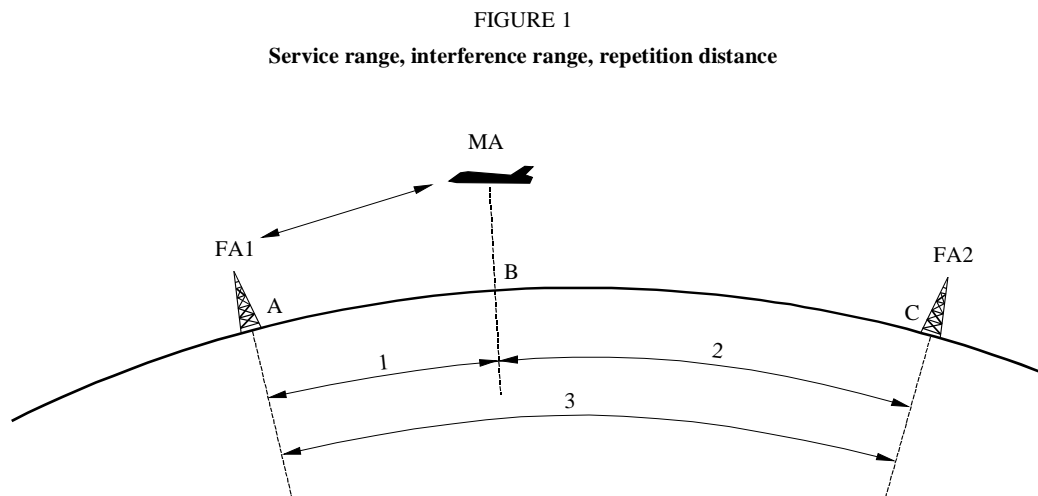 FIGURE 1
Service range, interference range, repetition distance
MA
FA1
FA2
A
B
C
1
2
3